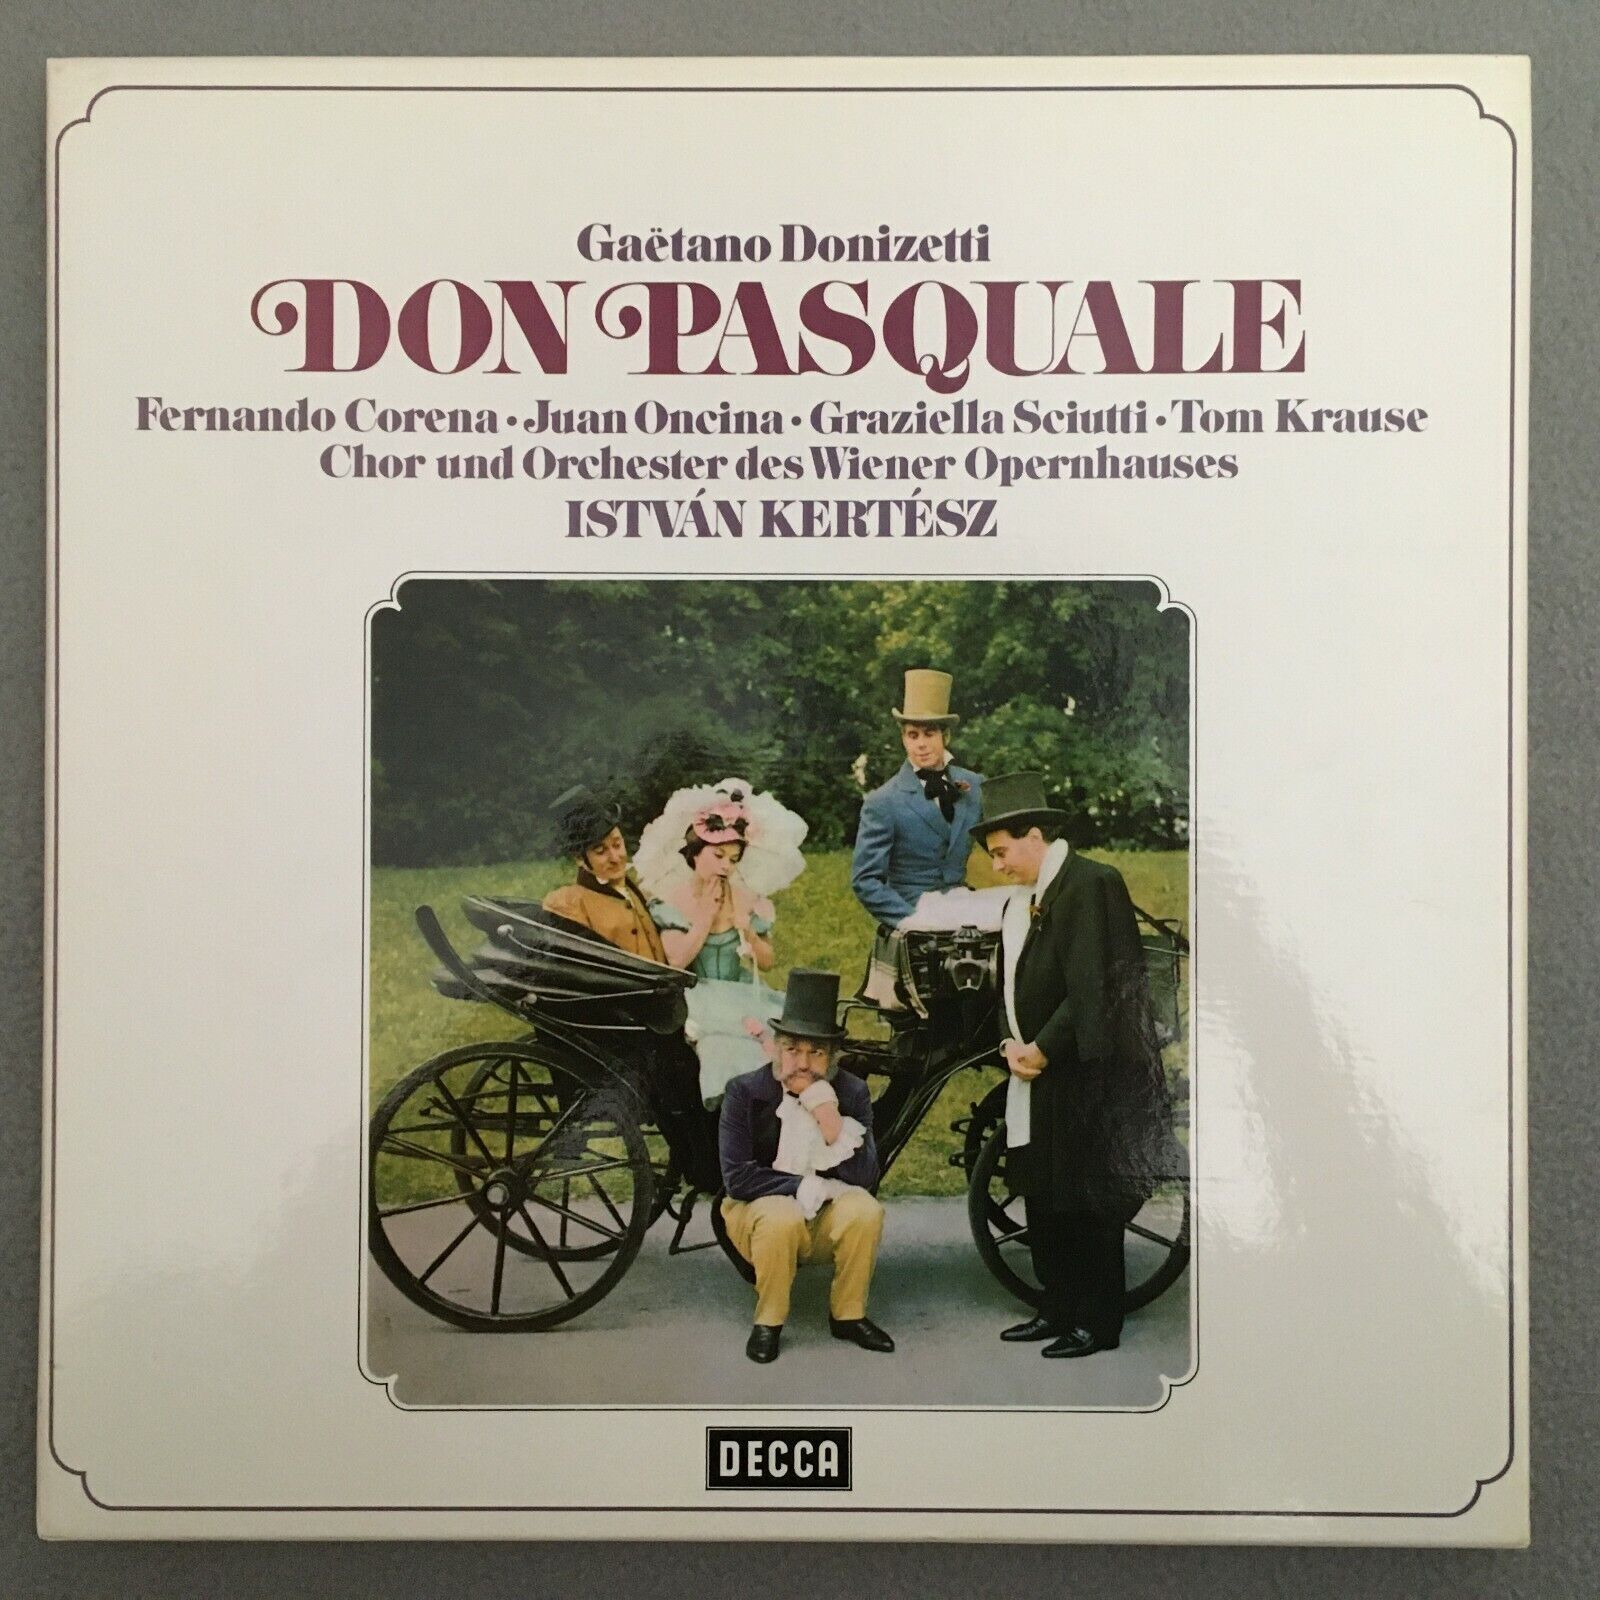 Gaëtano Donizetti
DON PASQUALE
Fernando Corena • Juan Oncina • Graziella Sciutti • Tom Krause
Chor und Orchester des Wiener Opernhauses
ISTVÁN KERTÉSZ
DECCA